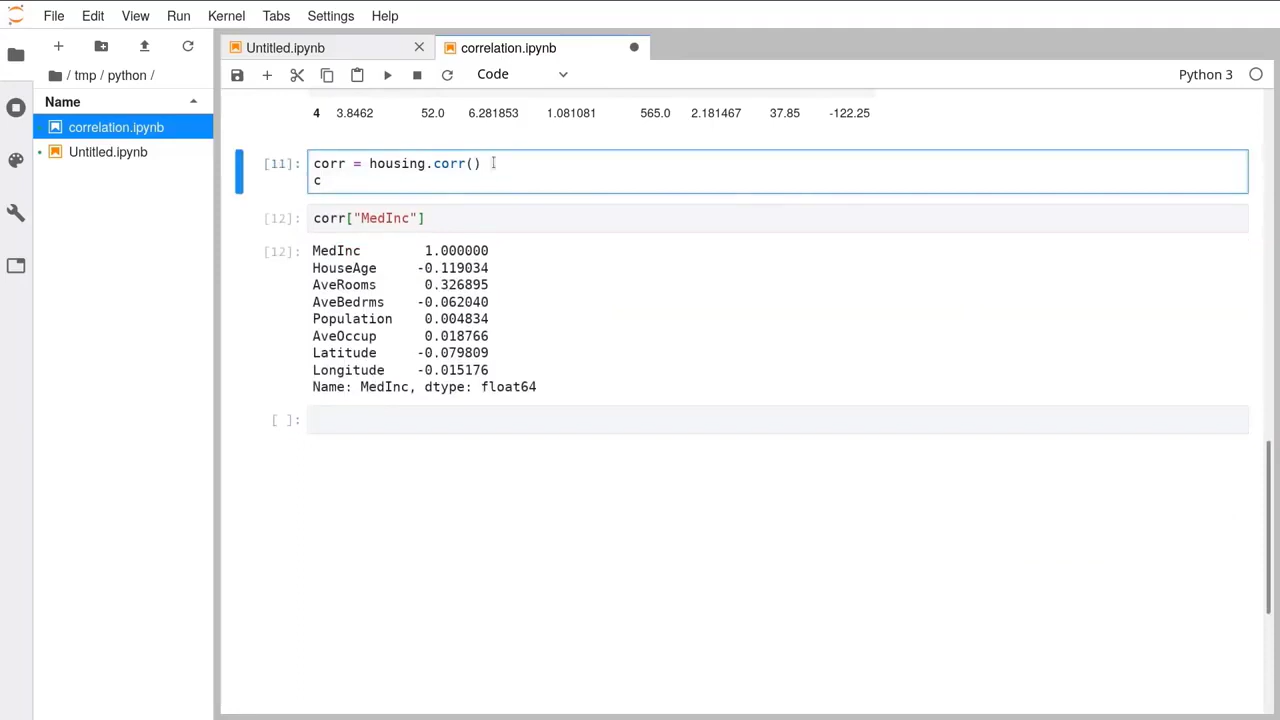 File Edit View Run Kernel Tabs Settings Help
Untitled.ipynb
correlation.ipynb
Code
Python 3
/ tmp / python /
Name
correlation.ipynb
Untitled.ipynb
4 3.8462 52.0 6.281853 1.081081 565.0 2.181467 37.85 -122.25
[11]: corr = housing.corr()
c
[12]: corr["MedInc"]
[12]: MedInc 1.000000
HouseAge -0.119034
AveRooms 0.326895
AveBedrms -0.062040
Population 0.004834
AveOccup 0.018766
Latitude -0.079809
Longitude -0.015176
Name: MedInc, dtype: float64
[ ]: